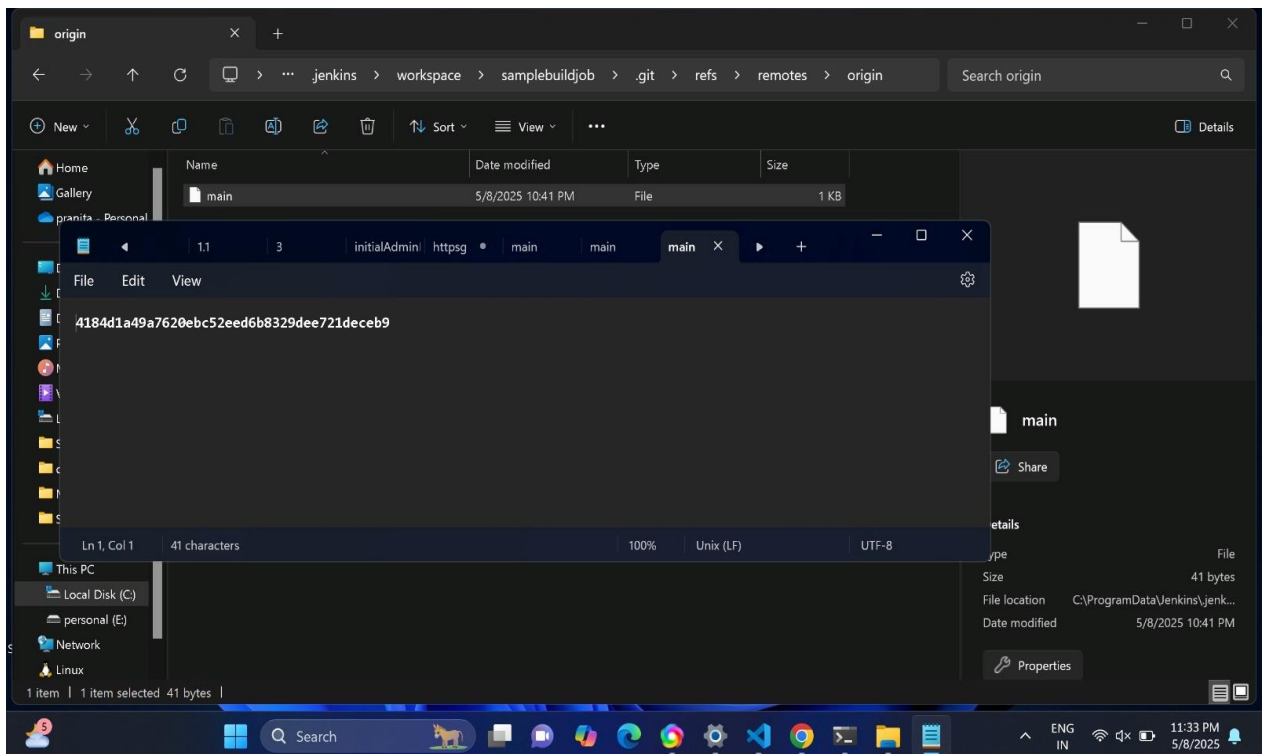 origin
.jenkins > workspace > samplebuildjob > .git > refs > remotes > origin
Search origin
New
Sort
View
Details
Home
Gallery
pranita - Personal
Name
Date modified
Type
Size
main
5/8/2025 10:41 PM
File
1 KB
1.1
3
initialAdminI
httpsg
main
main
main
File
Edit
View
4184d1a49a7620ebc52eed6b8329dee721deceb9
Ln 1, Col 1
41 characters
100%
Unix (LF)
UTF-8
This PC
Local Disk (C:)
personal (E:)
Network
Linux
main
Share
etails
ype
File
Size
41 bytes
File location
C:\ProgramData\Jenkins\.jenk...
Date modified
5/8/2025 10:41 PM
Properties
1 item
1 item selected 41 bytes
5
Search
ENG
IN
11:33 PM
5/8/2025